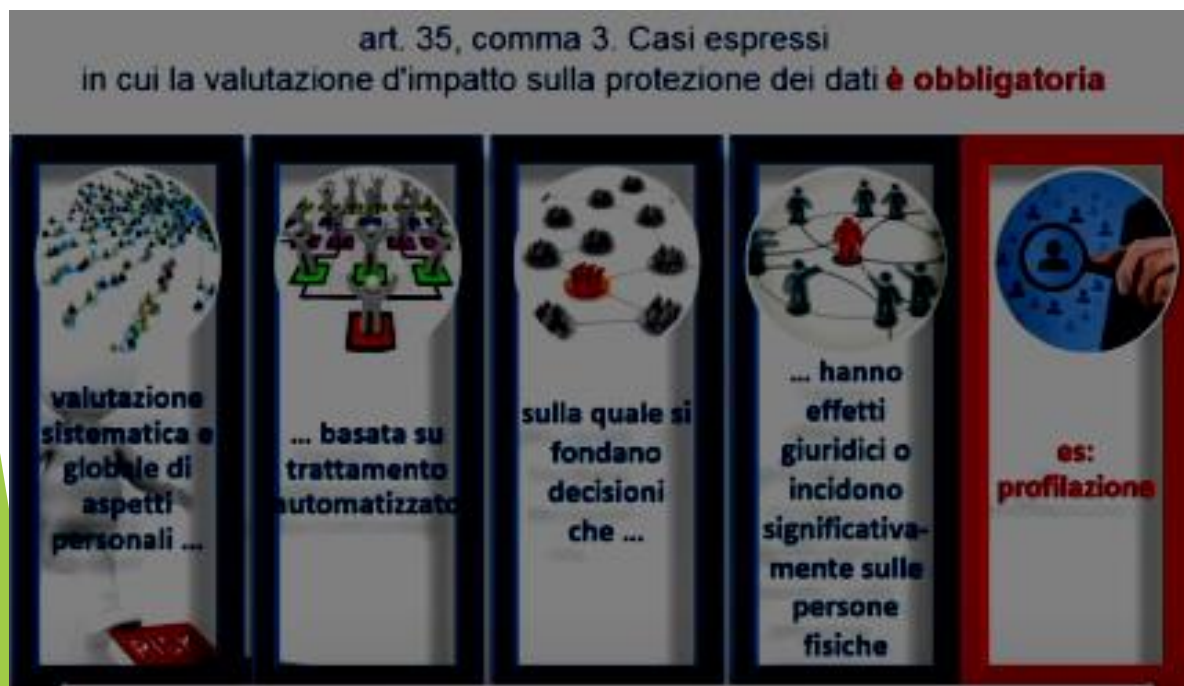 art. 35, comma 3. Casi espressi
in cui la valutazione d'impatto sulla protezione dei dati è obbligatoria
valutazione
sistematica e
globale di
aspetti
personali ...
... basata su
trattamento
automatizzato
sulla quale si
fondano
decisioni
che ...
... hanno
effetti
giuridici o
incidono
significativa-
mente sulle
persone
fisiche
es:
profilazione